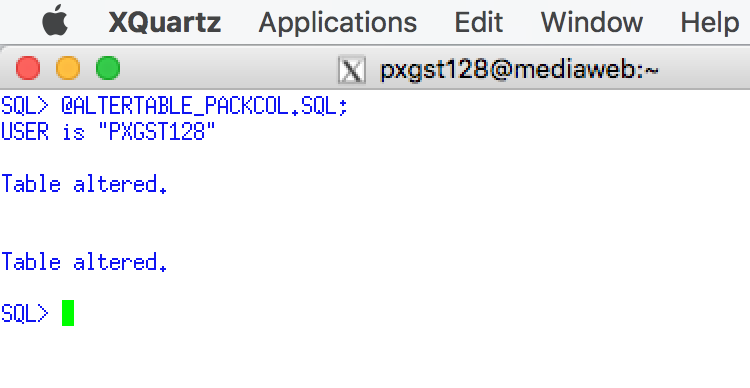 XQuartz Applications Edit Window Help
pxgst128@mediaweb:~
SQL> @ALTERTABLE_PACKCOL.SQL;
USER is "PXGST128"
Table altered.
Table altered.
SQL>